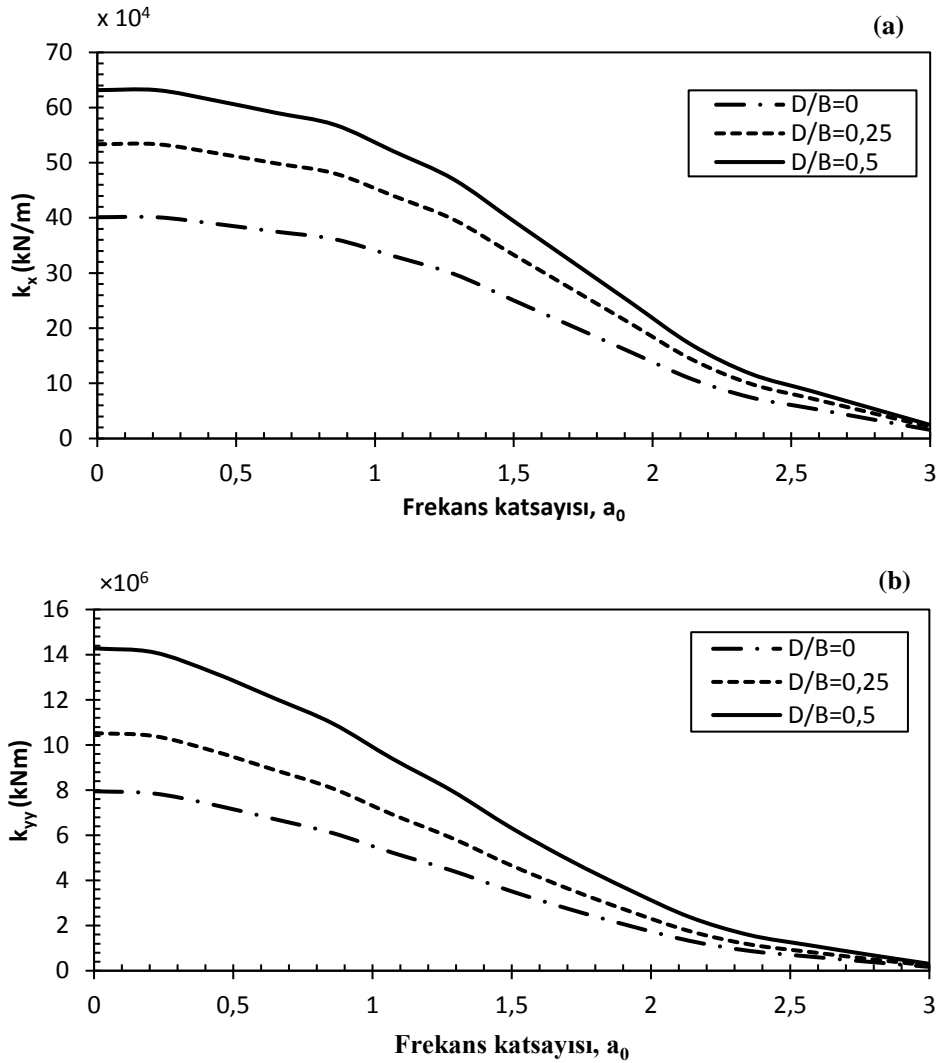 x 10⁴
(a)
70
60
50
40
30
20
10
0
kₓ (kN/m)
D/B=0
D/B=0,25
D/B=0,5
0 0,5 1 1,5 2 2,5 3
Frekans katsayısı, a₀
×10⁶
(b)
16
14
12
10
8
6
4
2
0
k_yy (kNm)
D/B=0
D/B=0,25
D/B=0,5
0 0,5 1 1,5 2 2,5 3
Frekans katsayısı, a₀